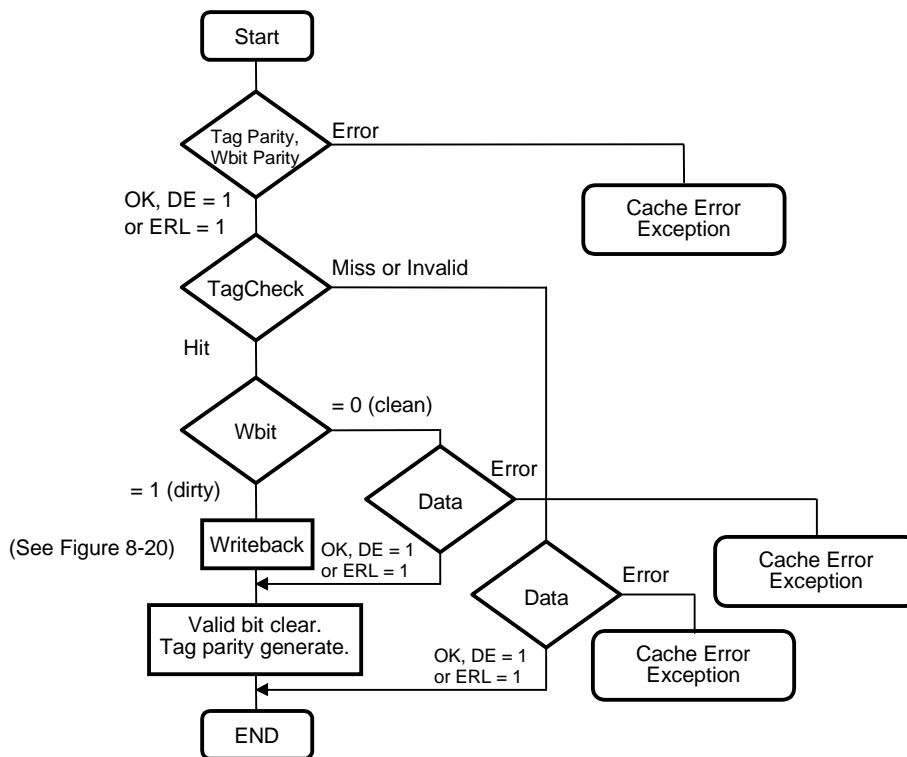 Start
Tag Parity,
Wbit Parity
Error
OK, DE = 1
or ERL = 1
Cache Error
Exception
TagCheck
Miss or Invalid
Hit
Wbit
= 0 (clean)
= 1 (dirty)
Data
Error
(See Figure 8-20)
Writeback
OK, DE = 1
or ERL = 1
Cache Error
Exception
Data
Error
Valid bit clear.
Tag parity generate.
Cache Error
Exception
OK, DE = 1
or ERL = 1
END